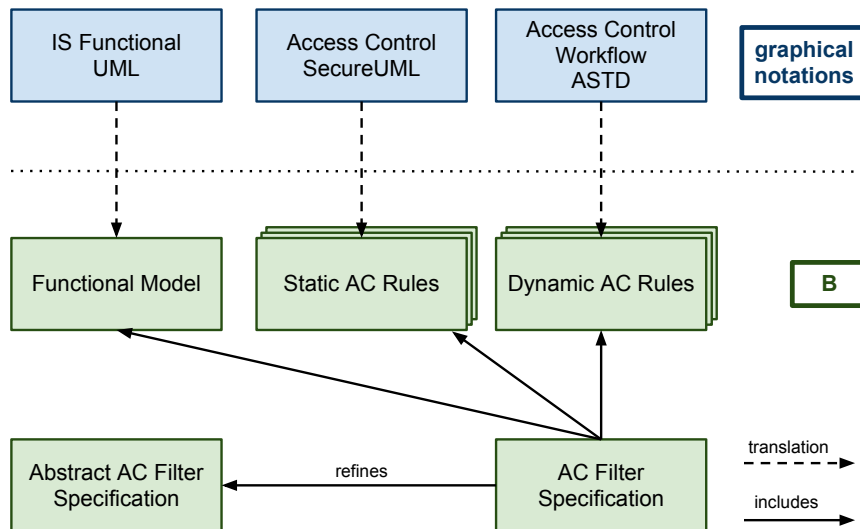 IS Functional
UML
Access Control
SecureUML
Access Control
Workflow
ASTD
graphical
notations
Functional Model
Static AC Rules
Dynamic AC Rules
B
Abstract AC Filter
Specification
refines
AC Filter
Specification
translation
includes